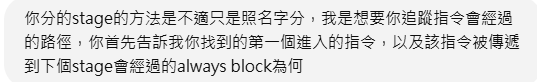 你分的stage的方法是不適只是照名字分，我是想要你追蹤指令會經過
的路徑，你首先告訴我你找到的第一個進入的指令，以及該指令被傳遞
到下個stage會經過的always block為何